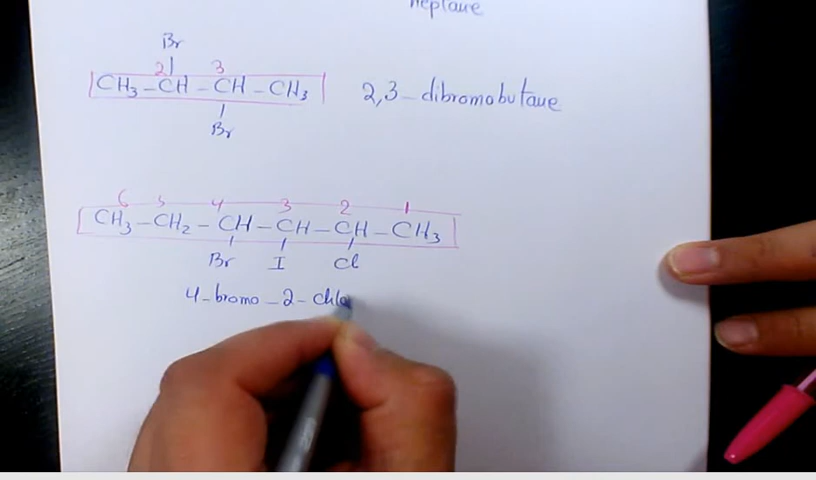 heptane
Br
2 3
CH3 - CH - CH - CH3 2,3 - dibromobutane
Br
6 5 4 3 2 1
CH3 - CH2 - CH - CH - CH - CH3
Br I Cl
4 - bromo - 2 - chlo